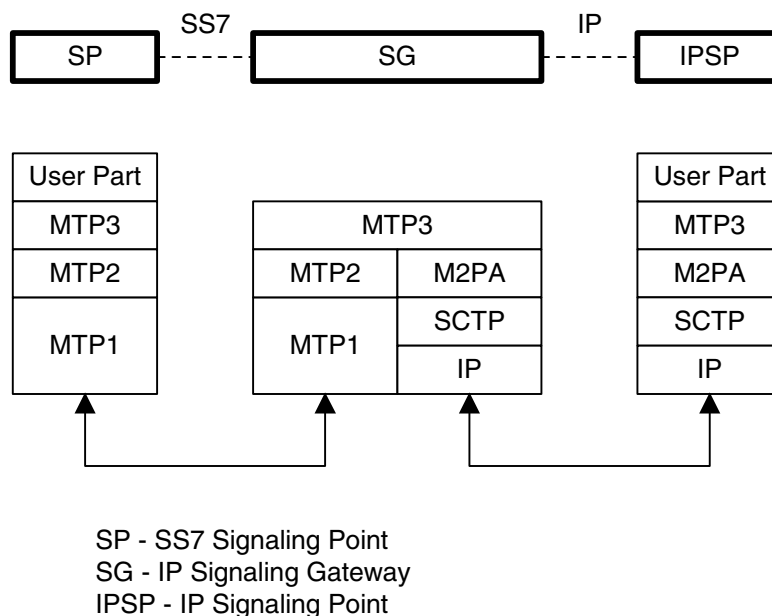 SS7 IP
SP SG IPSP
User Part User Part
MTP3 MTP3 MTP3
MTP2 MTP2 M2PA M2PA
MTP1 MTP1 SCTP SCTP
IP IP
SP - SS7 Signaling Point
SG - IP Signaling Gateway
IPSP - IP Signaling Point